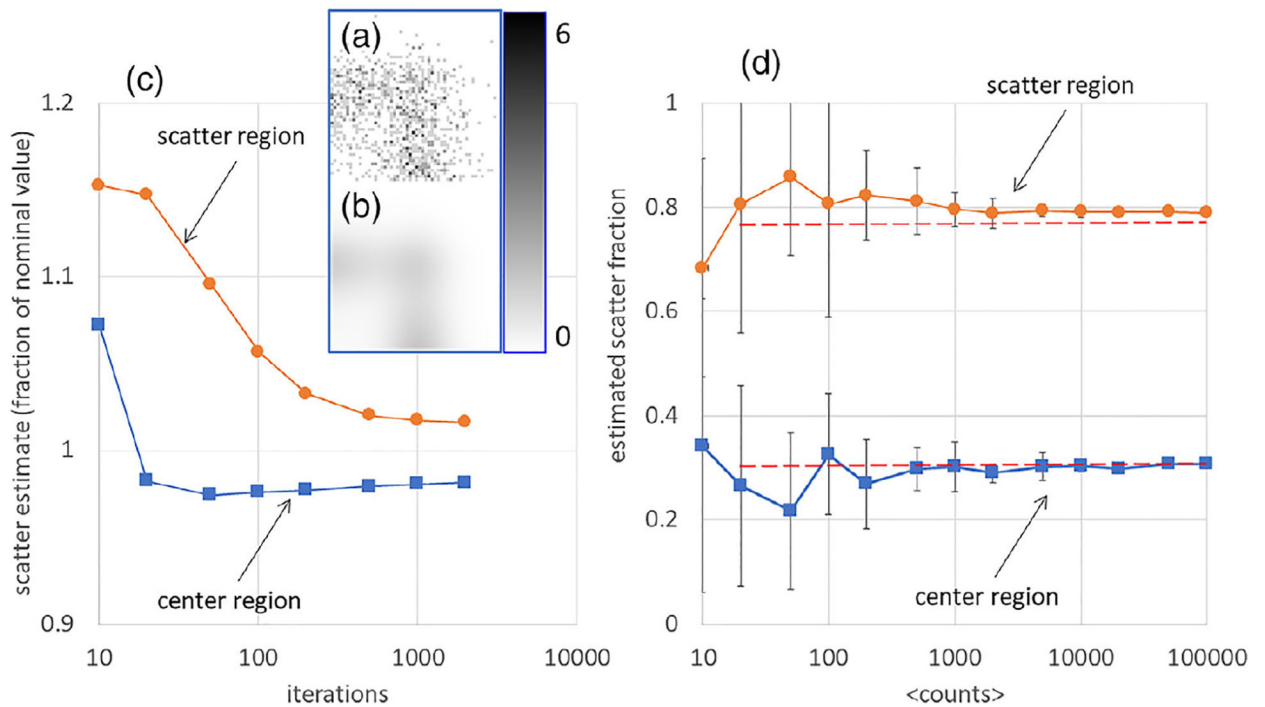 (a)
6
(b)
0
(c)
scatter region
center region
scatter estimate (fraction of nominal value)
1.2
1.1
1
0.9
10 100 1000 10000
iterations
(d)
scatter region
center region
estimated scatter fraction
1
0.8
0.6
0.4
0.2
0
10 100 1000 10000 100000
<counts>